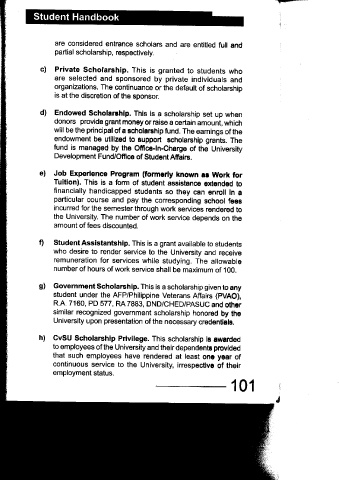 Student Handbook
are considered entrance scholars and are entitled full and
partial scholarship, respectively.
c) Private Scholarship. This is granted to students who
are selected and sponsored by private individuals and
organizations. The continuance or the default of scholarship
is at the discretion of the sponsor.
d) Endowed Scholarship. This is a scholarship set up when
donors provide grant money or raise a certain amount, which
will be the principal of a scholarship fund. The earnings of the
endowment be utilized to support scholarship grants. The
fund is managed by the Office-In-Charge of the University
Development Fund/Office of Student Affairs.
e) Job Experience Program (formerly known as Work for
Tuition). This is a form of student assistance extended to
financially handicapped students so they can enroll in a
particular course and pay the corresponding school fees
incurred for the semester through work services rendered to
the University. The number of work service depends on the
amount of fees discounted.
f) Student Assistantship. This is a grant available to students
who desire to render service to the University and receive
remuneration for services while studying. The allowable
number of hours of work service shall be maximum of 100.
g) Government Scholarship. This is a scholarship given to any
student under the AFP/Philippine Veterans Affairs (PVAO),
R.A. 7160, PD 577, RA 7883, DND/CHED/PASUC and other
similar recognized government scholarship honored by the
University upon presentation of the necessary credentials.
h) CvSU Scholarship Privilege. This scholarship is awarded
to employees of the University and their dependents provided
that such employees have rendered at least one year of
continuous service to the University, irrespective of their
employment status.
101